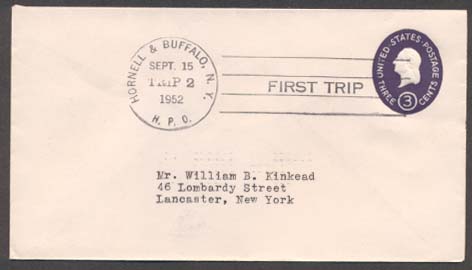 HORNELL & BUFFALO, N.Y.
SEPT. 15
TRIP 2
1952
H. P. O.
FIRST TRIP
UNITED·STATES·POSTAGE
THREE 3 CENTS
Mr. William B. Kinkead
46 Lombardy Street
Lancaster, New York